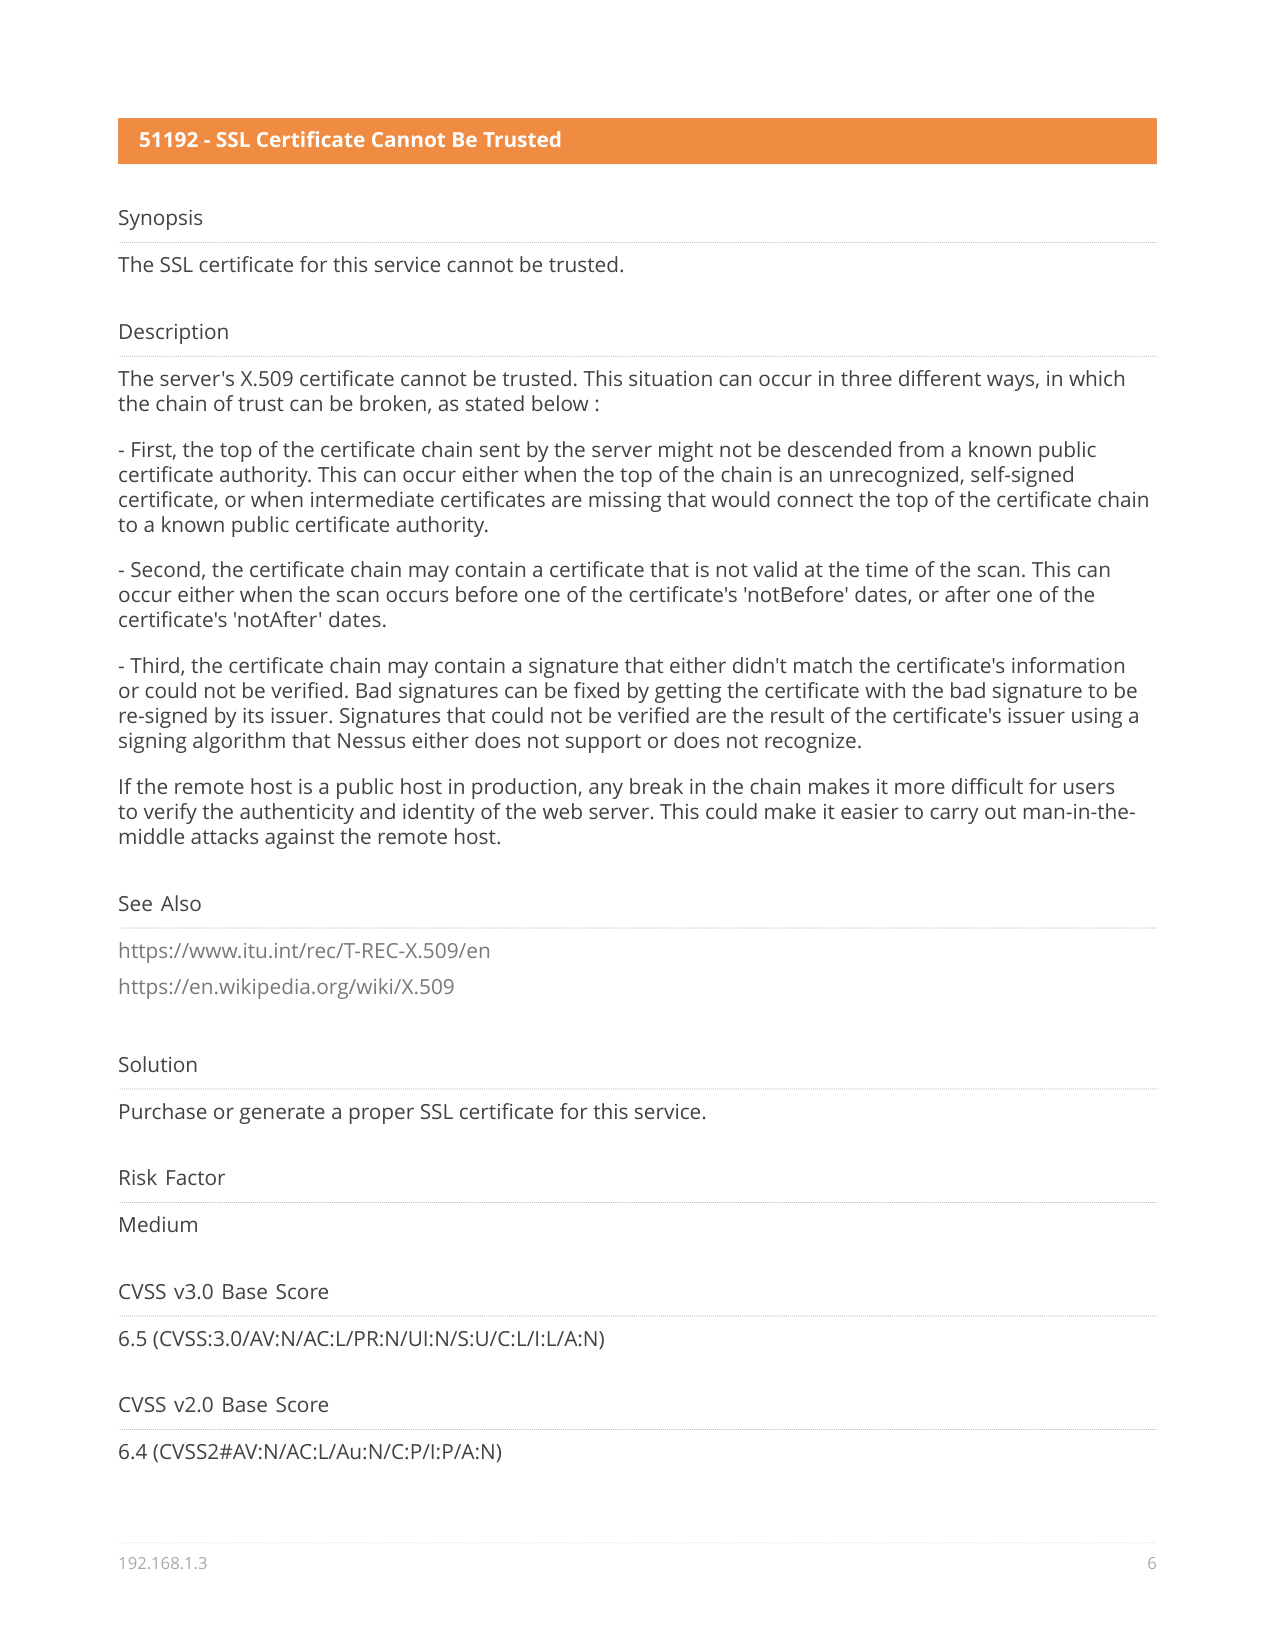 51192 - SSL Certificate Cannot Be Trusted
Synopsis
The SSL certificate for this service cannot be trusted.
Description
The server's X.509 certificate cannot be trusted. This situation can occur in three different ways, in which
the chain of trust can be broken, as stated below :
- First, the top of the certificate chain sent by the server might not be descended from a known public
certificate authority. This can occur either when the top of the chain is an unrecognized, self-signed
certificate, or when intermediate certificates are missing that would connect the top of the certificate chain
to a known public certificate authority.
- Second, the certificate chain may contain a certificate that is not valid at the time of the scan. This can
occur either when the scan occurs before one of the certificate's 'notBefore' dates, or after one of the
certificate's 'notAfter' dates.
- Third, the certificate chain may contain a signature that either didn't match the certificate's information
or could not be verified. Bad signatures can be fixed by getting the certificate with the bad signature to be
re-signed by its issuer. Signatures that could not be verified are the result of the certificate's issuer using a
signing algorithm that Nessus either does not support or does not recognize.
If the remote host is a public host in production, any break in the chain makes it more difficult for users
to verify the authenticity and identity of the web server. This could make it easier to carry out man-in-the-
middle attacks against the remote host.
See Also
https://www.itu.int/rec/T-REC-X.509/en
https://en.wikipedia.org/wiki/X.509
Solution
Purchase or generate a proper SSL certificate for this service.
Risk Factor
Medium
CVSS v3.0 Base Score
6.5 (CVSS:3.0/AV:N/AC:L/PR:N/UI:N/S:U/C:L/I:L/A:N)
CVSS v2.0 Base Score
6.4 (CVSS2#AV:N/AC:L/Au:N/C:P/I:P/A:N)
192.168.1.3 6